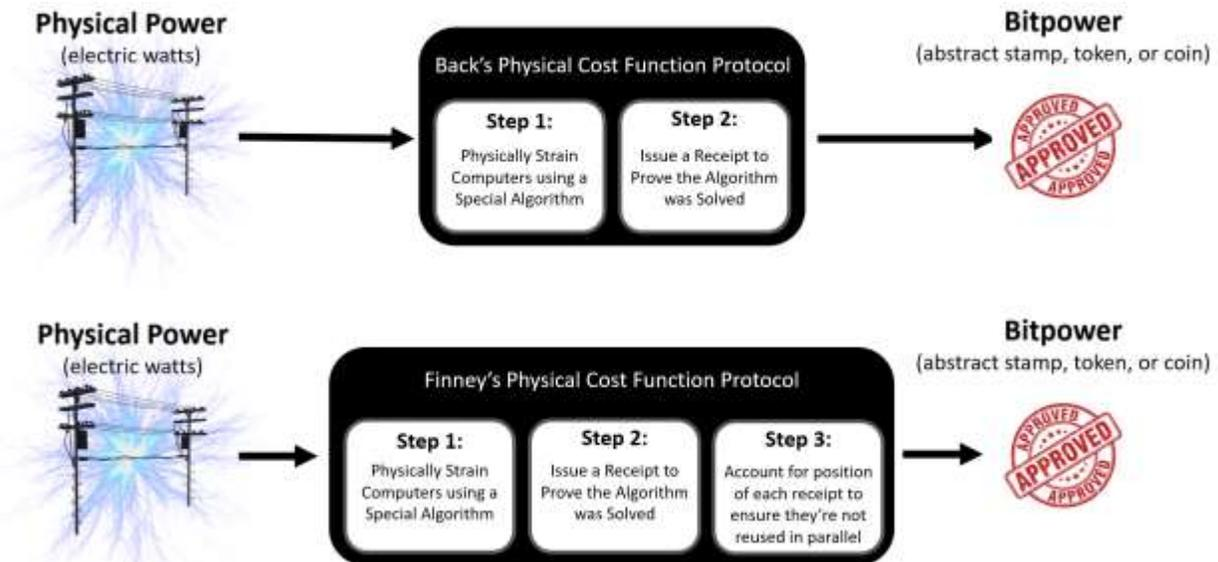 Physical Power
(electric watts)
Back's Physical Cost Function Protocol
Step 1:
Physically Strain
Computers using a
Special Algorithm
Step 2:
Issue a Receipt to
Prove the Algorithm
was Solved
Bitpower
(abstract stamp, token, or coin)
APPROVED
APPROVED
APPROVED
Physical Power
(electric watts)
Finney's Physical Cost Function Protocol
Step 1:
Physically Strain
Computers using a
Special Algorithm
Step 2:
Issue a Receipt to
Prove the Algorithm
was Solved
Step 3:
Account for position
of each receipt to
ensure they're not
reused in parallel
Bitpower
(abstract stamp, token, or coin)
APPROVED
APPROVED
APPROVED